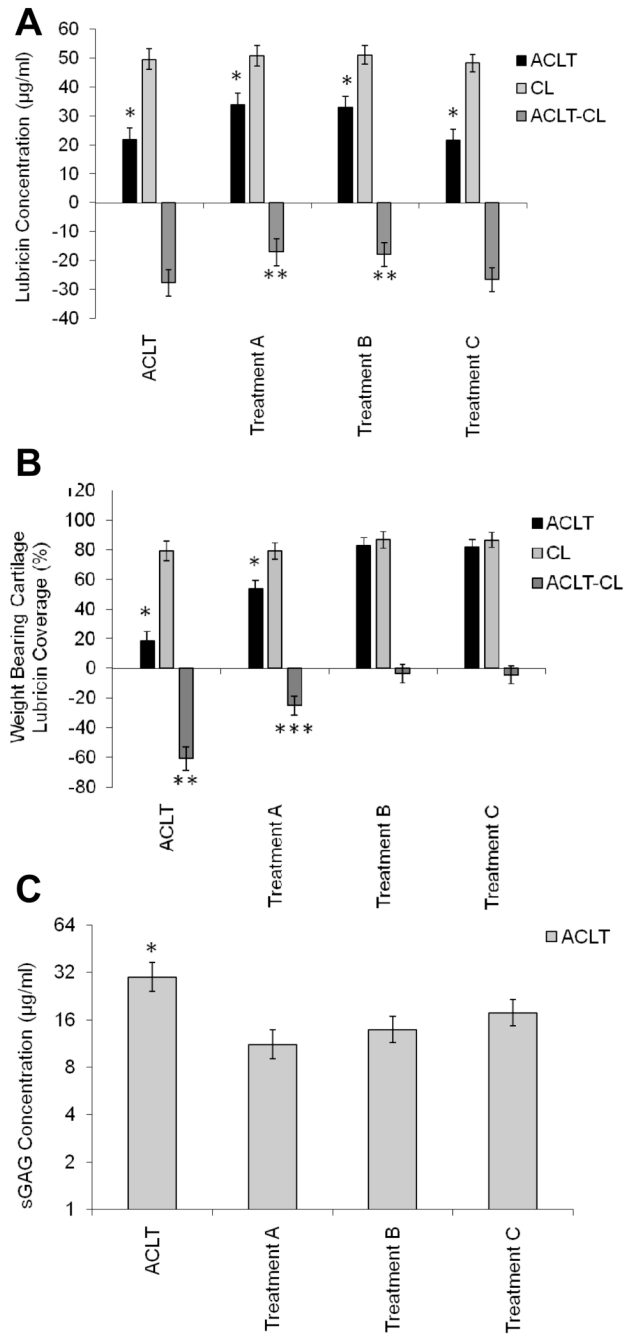 A
Lubricin Concentration (µg/ml)
60
50
40
30
20
10
0
-10
-20
-30
-40
*
*
*
*
**
**
ACLT
CL
ACLT-CL
ACLT
Treatment A
Treatment B
Treatment C
B
Weight Bearing Cartilage
Lubricin Coverage (%)
120
100
80
60
40
20
0
-20
-40
-60
-80
*
*
**
***
ACLT
CL
ACLT-CL
ACLT
Treatment A
Treatment B
Treatment C
C
sGAG Concentration (µg/ml)
64
32
16
8
4
2
1
*
ACLT
ACLT
Treatment A
Treatment B
Treatment C